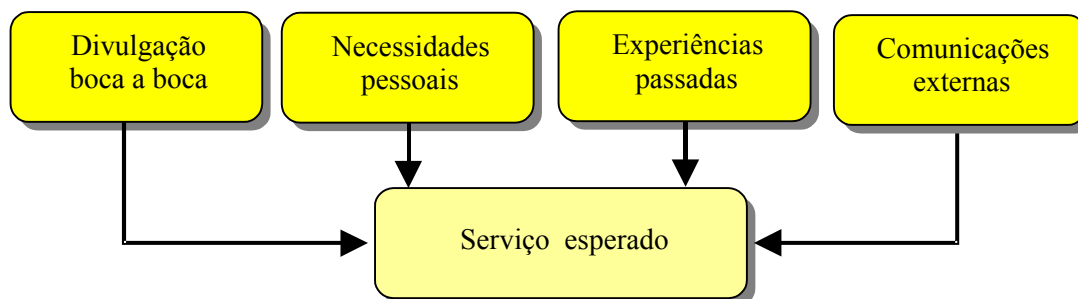 Divulgação
boca a boca
Necessidades
pessoais
Experiências
passadas
Comunicações
externas
Serviço esperado